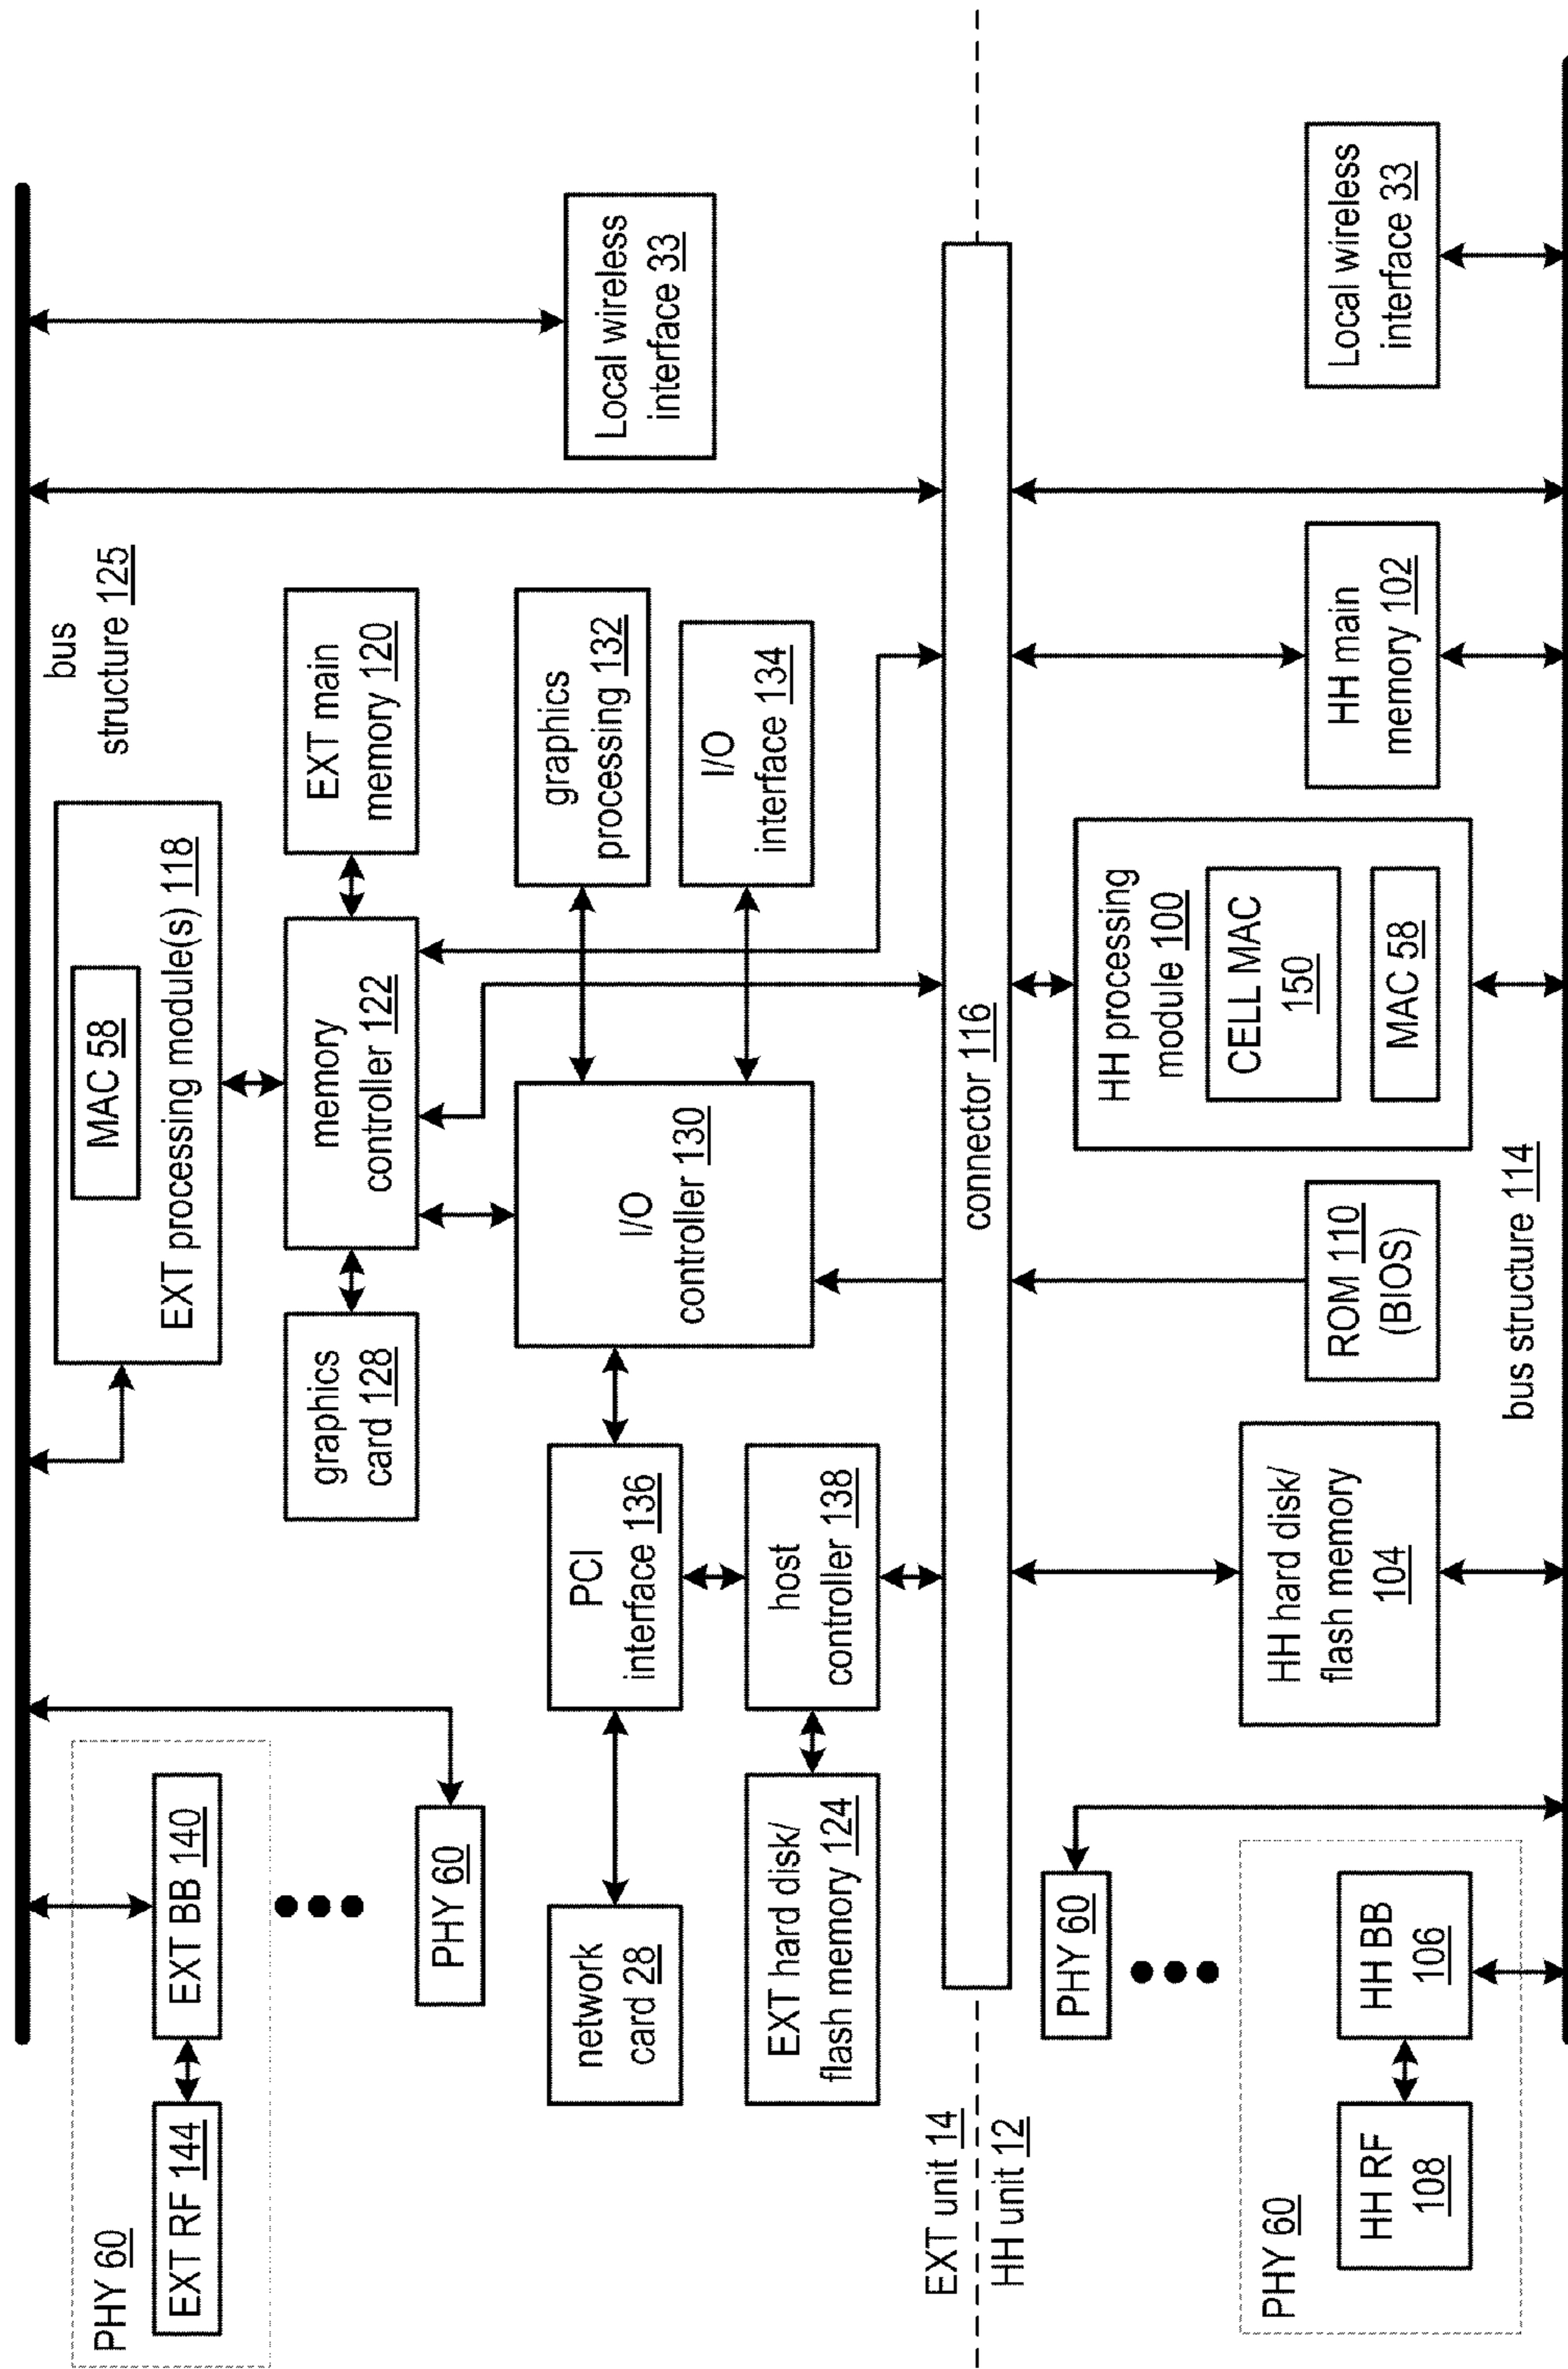 PHY 60
EXT RF 144
EXT BB 140
PHY 60
MAC 58
EXT processing module(s) 118
bus
structure 125
graphics
card 128
memory
controller 122
EXT main
memory 120
network
card 28
PCI
interface 136
I/O
controller 130
graphics
processing 132
I/O
interface 134
Local wireless
interface 33
EXT hard disk/
flash memory 124
host
controller 138
EXT unit 14
HH unit 12
connector 116
PHY 60
PHY 60
HH RF
108
HH BB
106
HH hard disk/
flash memory
104
ROM 110
(BIOS)
HH processing
module 100
CELL MAC
150
MAC 58
HH main
memory 102
Local wireless
interface 33
bus structure 114